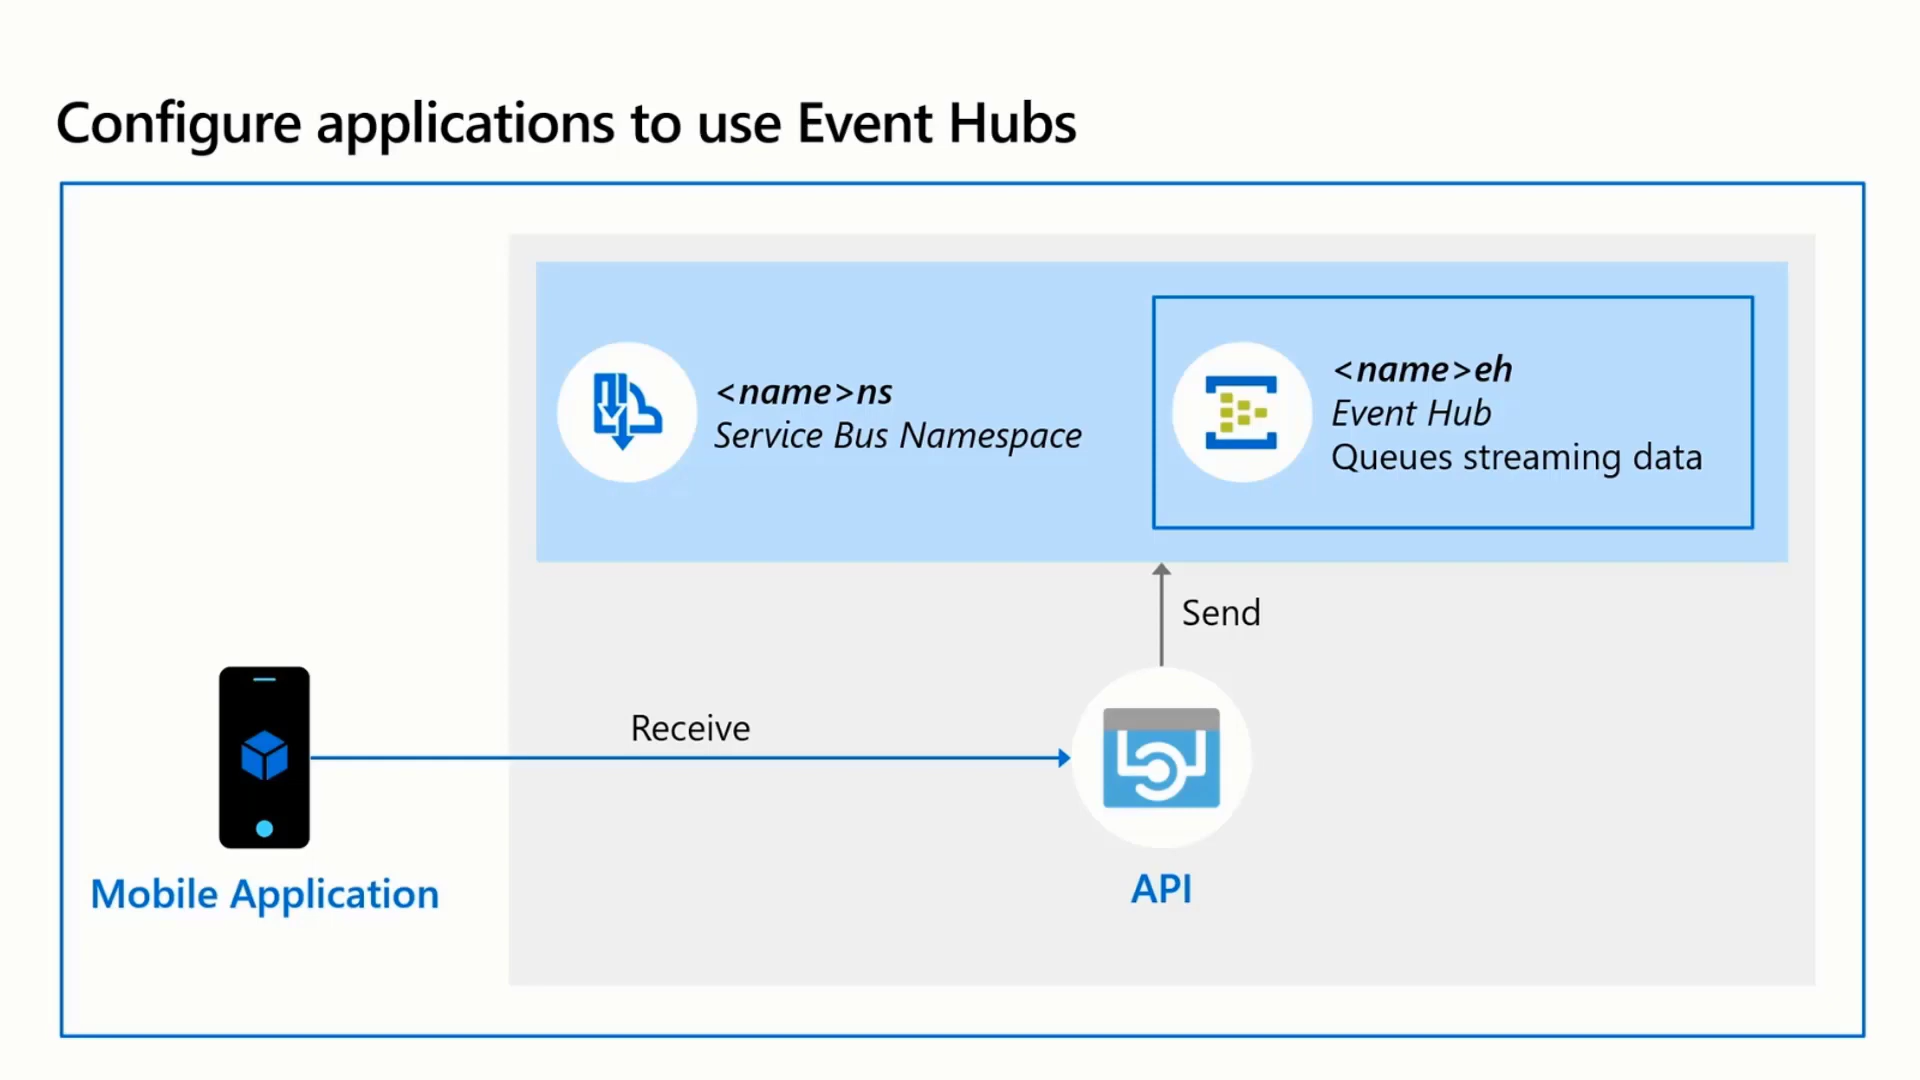 Configure applications to use Event Hubs
<name>ns
Service Bus Namespace
<name>eh
Event Hub
Queues streaming data
Send
Receive
Mobile Application
API